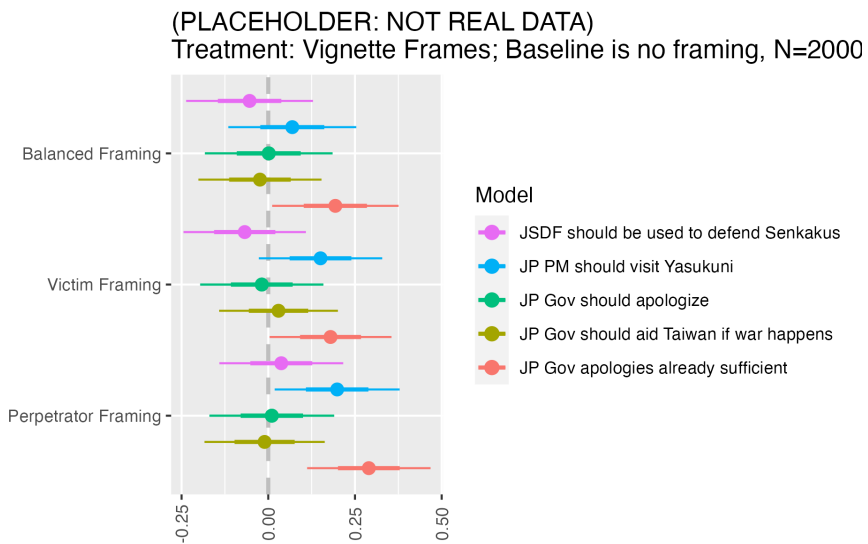 (PLACEHOLDER: NOT REAL DATA)
Treatment: Vignette Frames; Baseline is no framing, N=2000
Balanced Framing
Victim Framing
Perpetrator Framing
-0.25
0.00
0.25
0.50
Model
JSDF should be used to defend Senkakus
JP PM should visit Yasukuni
JP Gov should apologize
JP Gov should aid Taiwan if war happens
JP Gov apologies already sufficient